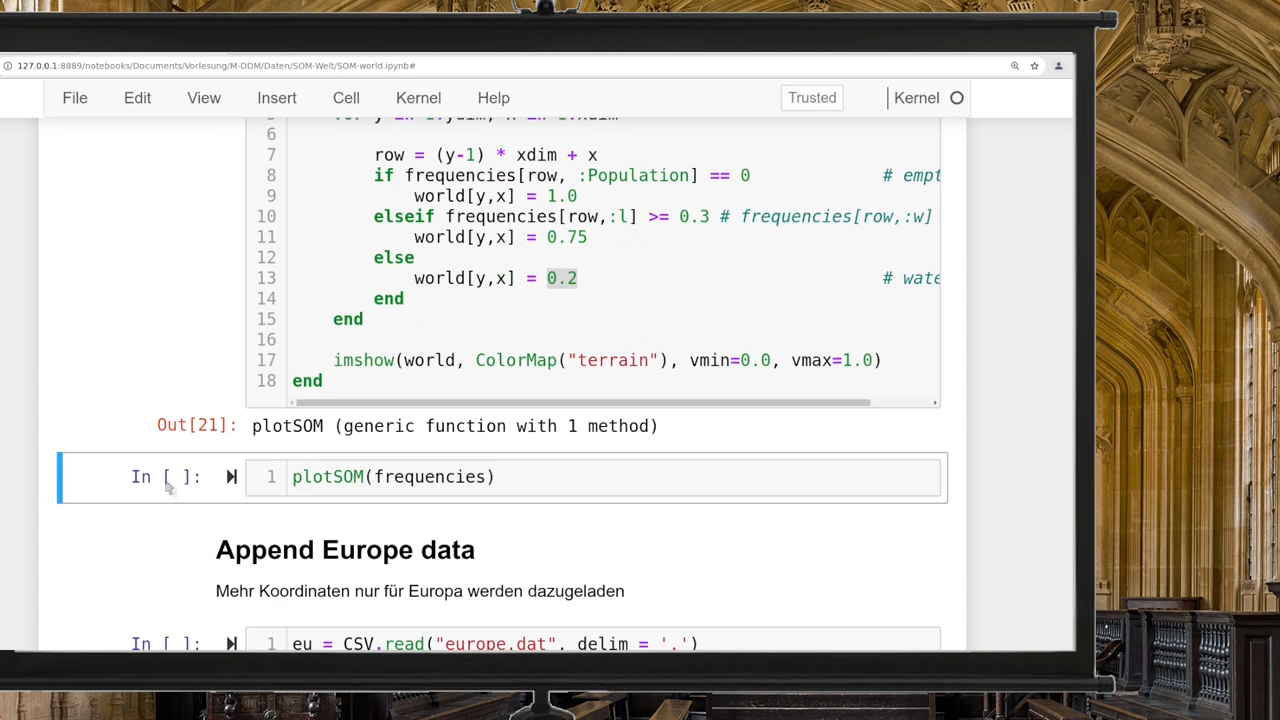 127.0.0.1:8889/notebooks/Documents/Vorlesung/M-DDM/Daten/SOM-Welt/SOM-world.ipynb#
File Edit View Insert Cell Kernel Help Trusted Kernel
6
7 row = (y-1) * xdim + x
8 if frequencies[row, :Population] == 0 # empt
9 world[y,x] = 1.0
10 elseif frequencies[row,:l] >= 0.3 # frequencies[row,:w]
11 world[y,x] = 0.75
12 else
13 world[y,x] = 0.2 # wate
14 end
15 end
16
17 imshow(world, ColorMap("terrain"), vmin=0.0, vmax=1.0)
18 end
Out[21]: plotSOM (generic function with 1 method)
In [ ]: 1 plotSOM(frequencies)
Append Europe data
Mehr Koordinaten nur für Europa werden dazugeladen
In [ ]: 1 eu = CSV.read("europe.dat", delim = ',')